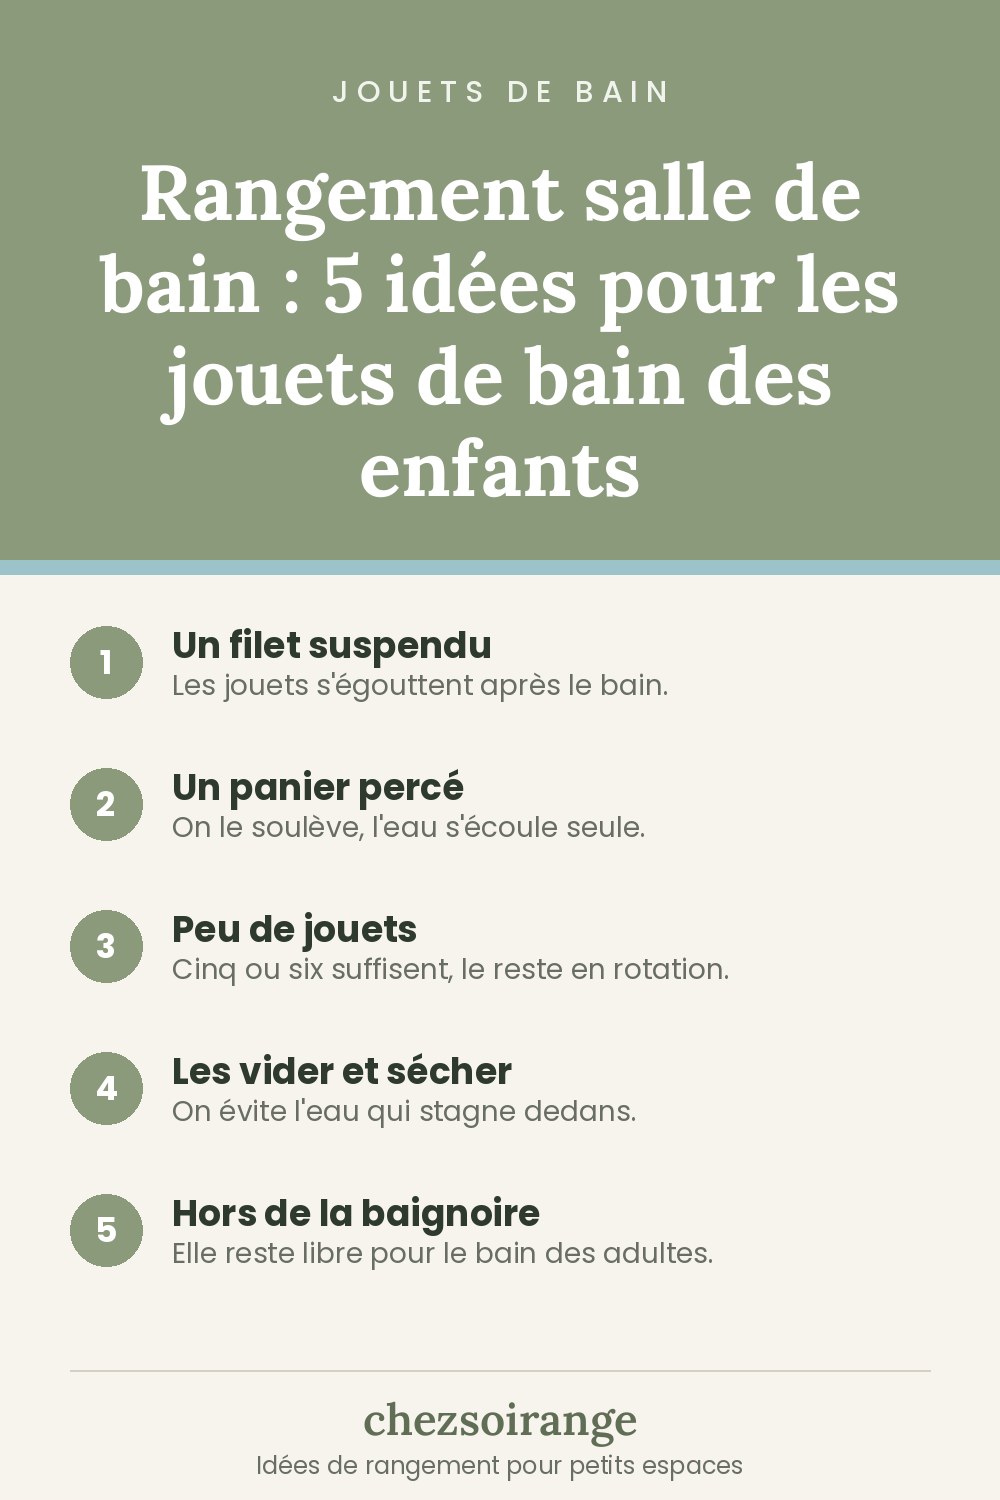 JOUETS DE BAIN
Rangement salle de
bain : 5 idées pour les
jouets de bain des
enfants
1
Un filet suspendu
Les jouets s'égouttent après le bain.
2
Un panier percé
On le soulève, l'eau s'écoule seule.
3
Peu de jouets
Cinq ou six suffisent, le reste en rotation.
4
Les vider et sécher
On évite l'eau qui stagne dedans.
5
Hors de la baignoire
Elle reste libre pour le bain des adultes.
chezsoirange
Idées de rangement pour petits espaces